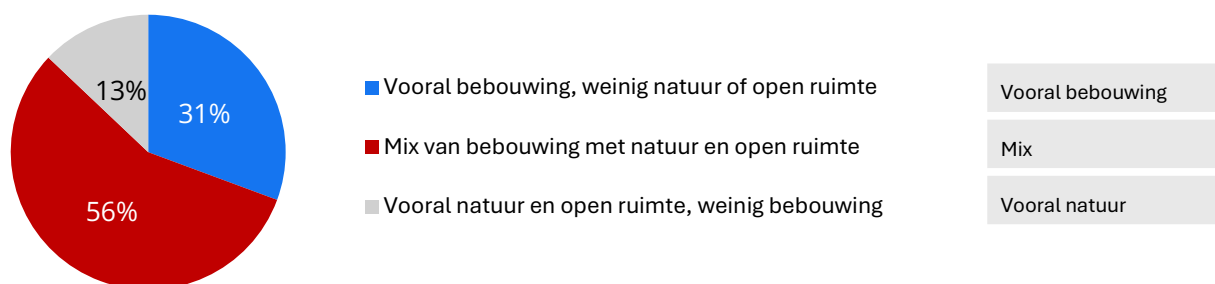 13%
31%
56%
Vooral bebouwing, weinig natuur of open ruimte
Mix van bebouwing met natuur en open ruimte
Vooral natuur en open ruimte, weinig bebouwing
Vooral bebouwing
Mix
Vooral natuur